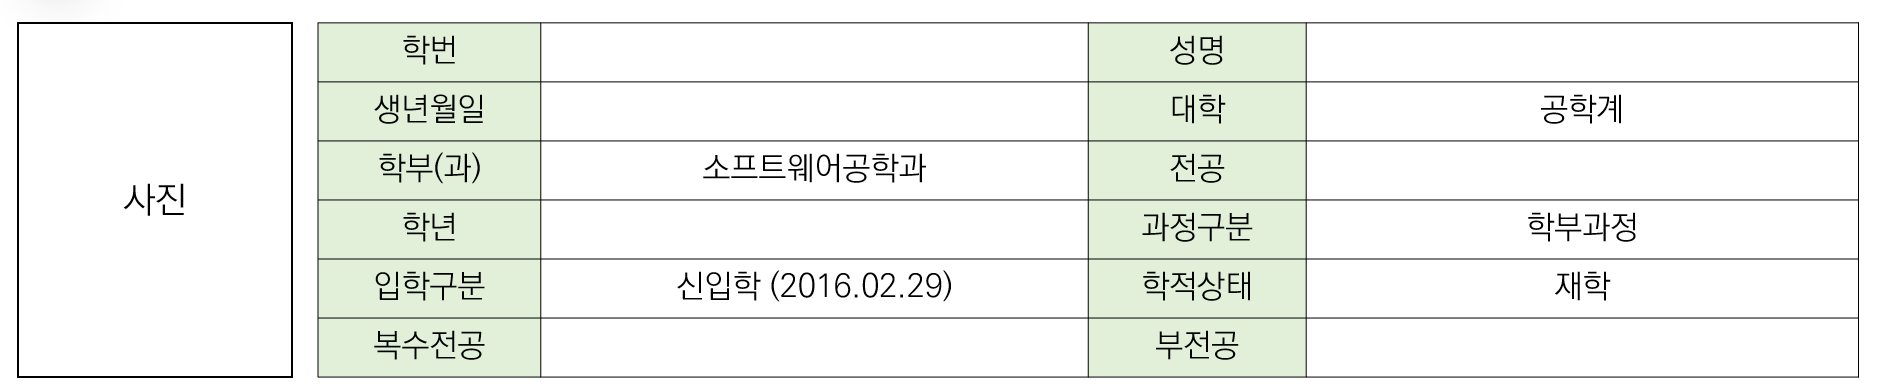 사진
학번 성명
생년월일 대학 공학계
학부(과) 소프트웨어공학과 전공
학년 과정구분 학부과정
입학구분 신입학 (2016.02.29) 학적상태 재학
복수전공 부전공